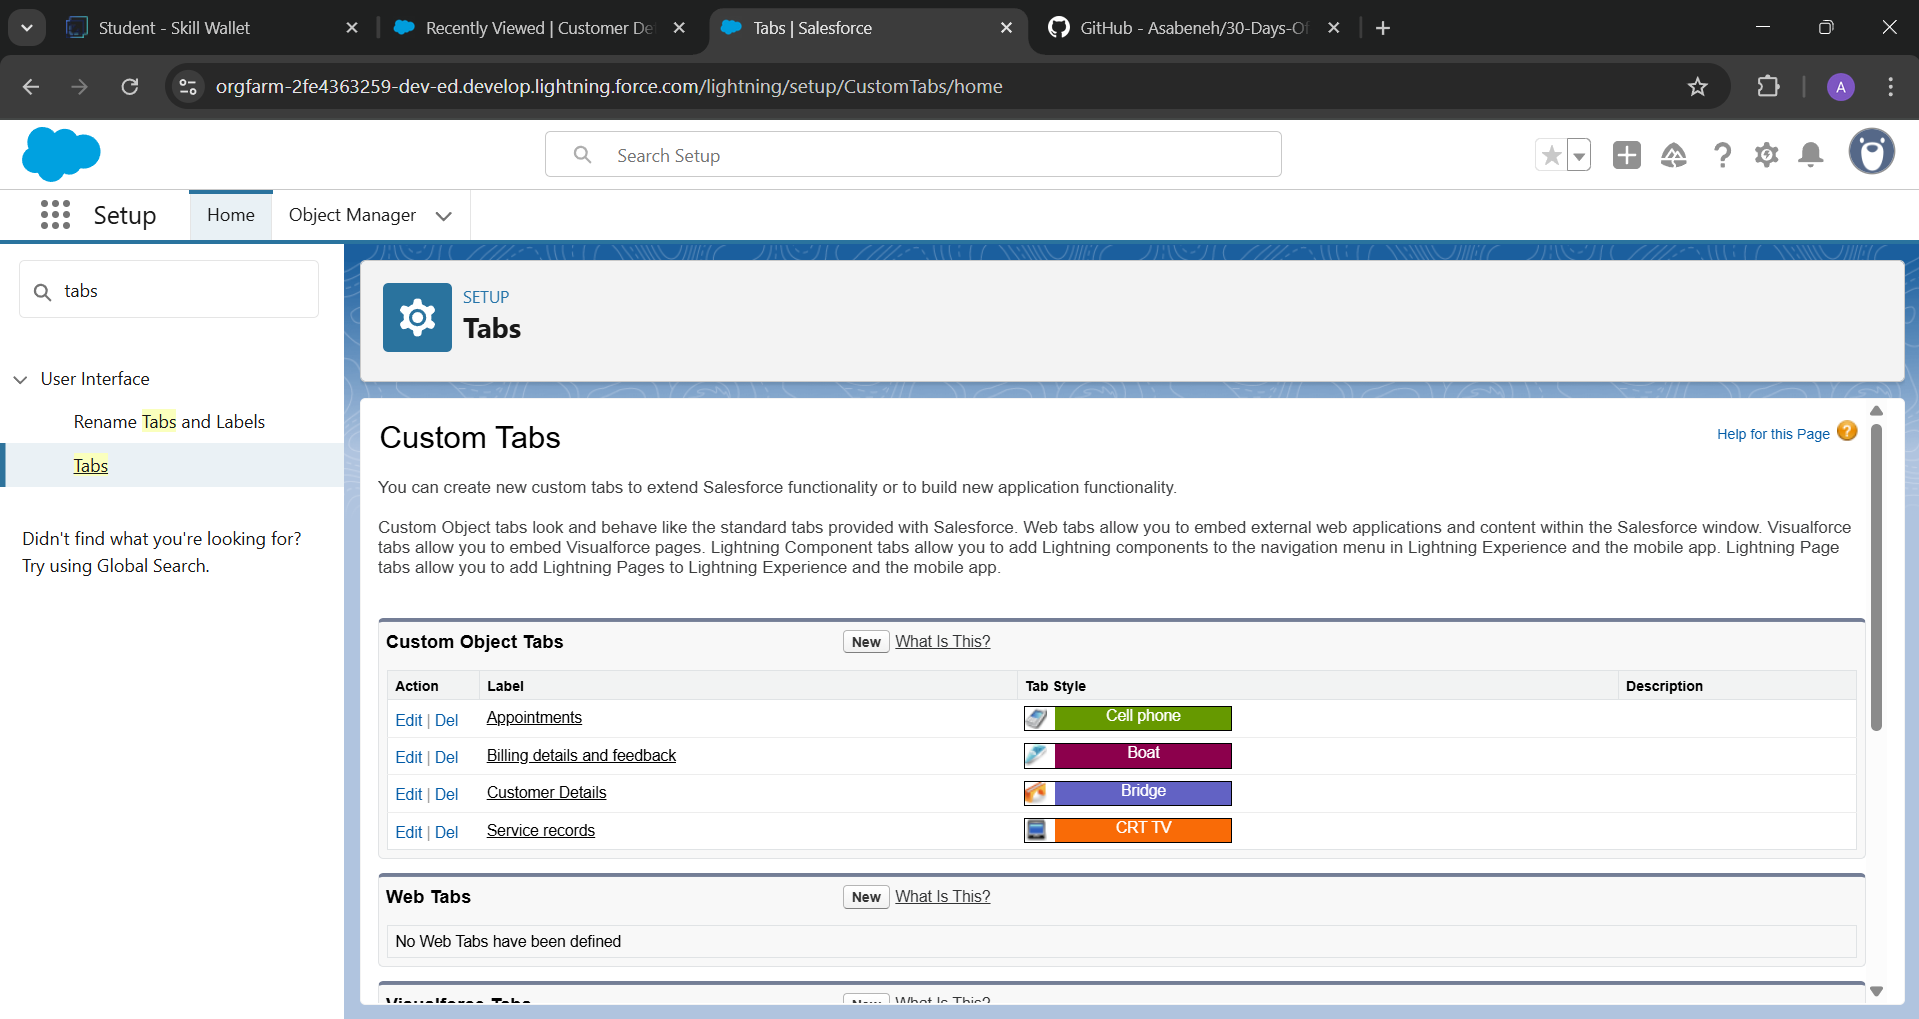 Student - Skill Wallet
Recently Viewed | Customer De
Tabs | Salesforce
GitHub - Asabeneh/30-Days-Of
orgfarm-2fe4363259-dev-ed.develop.lightning.force.com/lightning/setup/CustomTabs/home
A
Search Setup
Setup
Home
Object Manager
tabs
User Interface
Rename Tabs and Labels
Tabs
Didn't find what you're looking for?
Try using Global Search.
SETUP
Tabs
Custom Tabs
Help for this Page ?
You can create new custom tabs to extend Salesforce functionality or to build new application functionality.
Custom Object tabs look and behave like the standard tabs provided with Salesforce. Web tabs allow you to embed external web applications and content within the Salesforce window. Visualforce
tabs allow you to embed Visualforce pages. Lightning Component tabs allow you to add Lightning components to the navigation menu in Lightning Experience and the mobile app. Lightning Page
tabs allow you to add Lightning Pages to Lightning Experience and the mobile app.
Custom Object Tabs New What Is This?
Action Label Tab Style Description
Edit | Del Appointments Cell phone
Edit | Del Billing details and feedback Boat
Edit | Del Customer Details Bridge
Edit | Del Service records CRT TV
Web Tabs New What Is This?
No Web Tabs have been defined
Visualforce Tabs New What Is This?